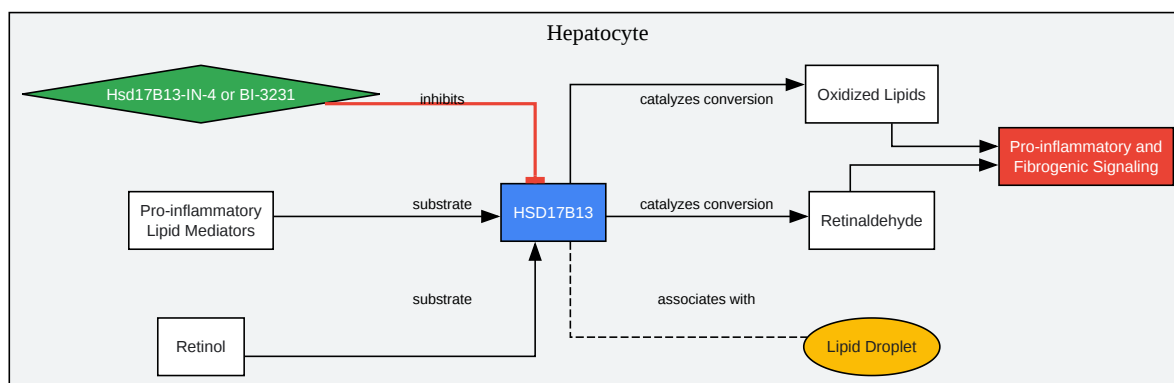 Hepatocyte
Hsd17B13-IN-4 or BI-3231
inhibits
catalyzes conversion
Oxidized Lipids
Pro-inflammatory and
Fibrogenic Signaling
Pro-inflammatory
Lipid Mediators
substrate
HSD17B13
catalyzes conversion
Retinaldehyde
substrate
associates with
Retinol
Lipid Droplet